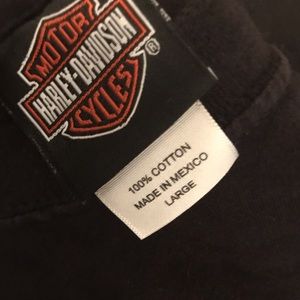 MOTOR
HARLEY-DAVIDSON
®
CYCLES
100% COTTON
MADE IN MEXICO
LARGE